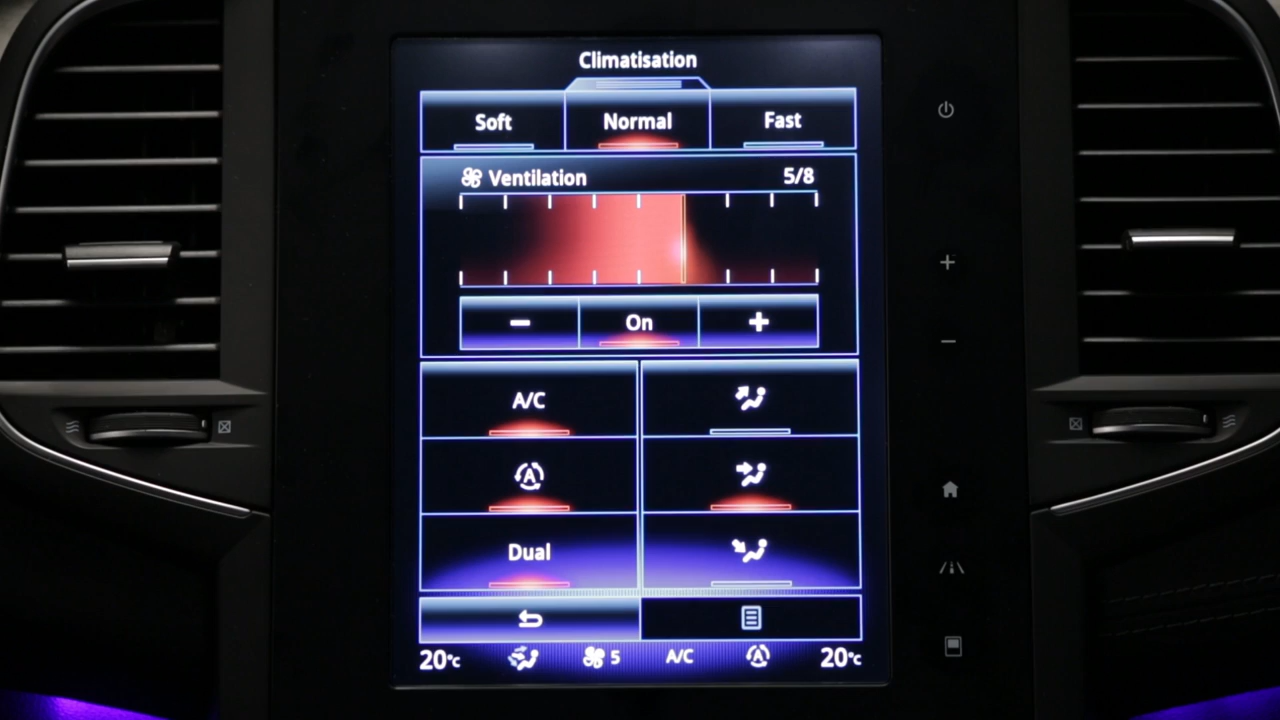 Climatisation
Soft Normal Fast
Ventilation 5/8
On
A/C
A
Dual
20°C 5 A/C A 20°C